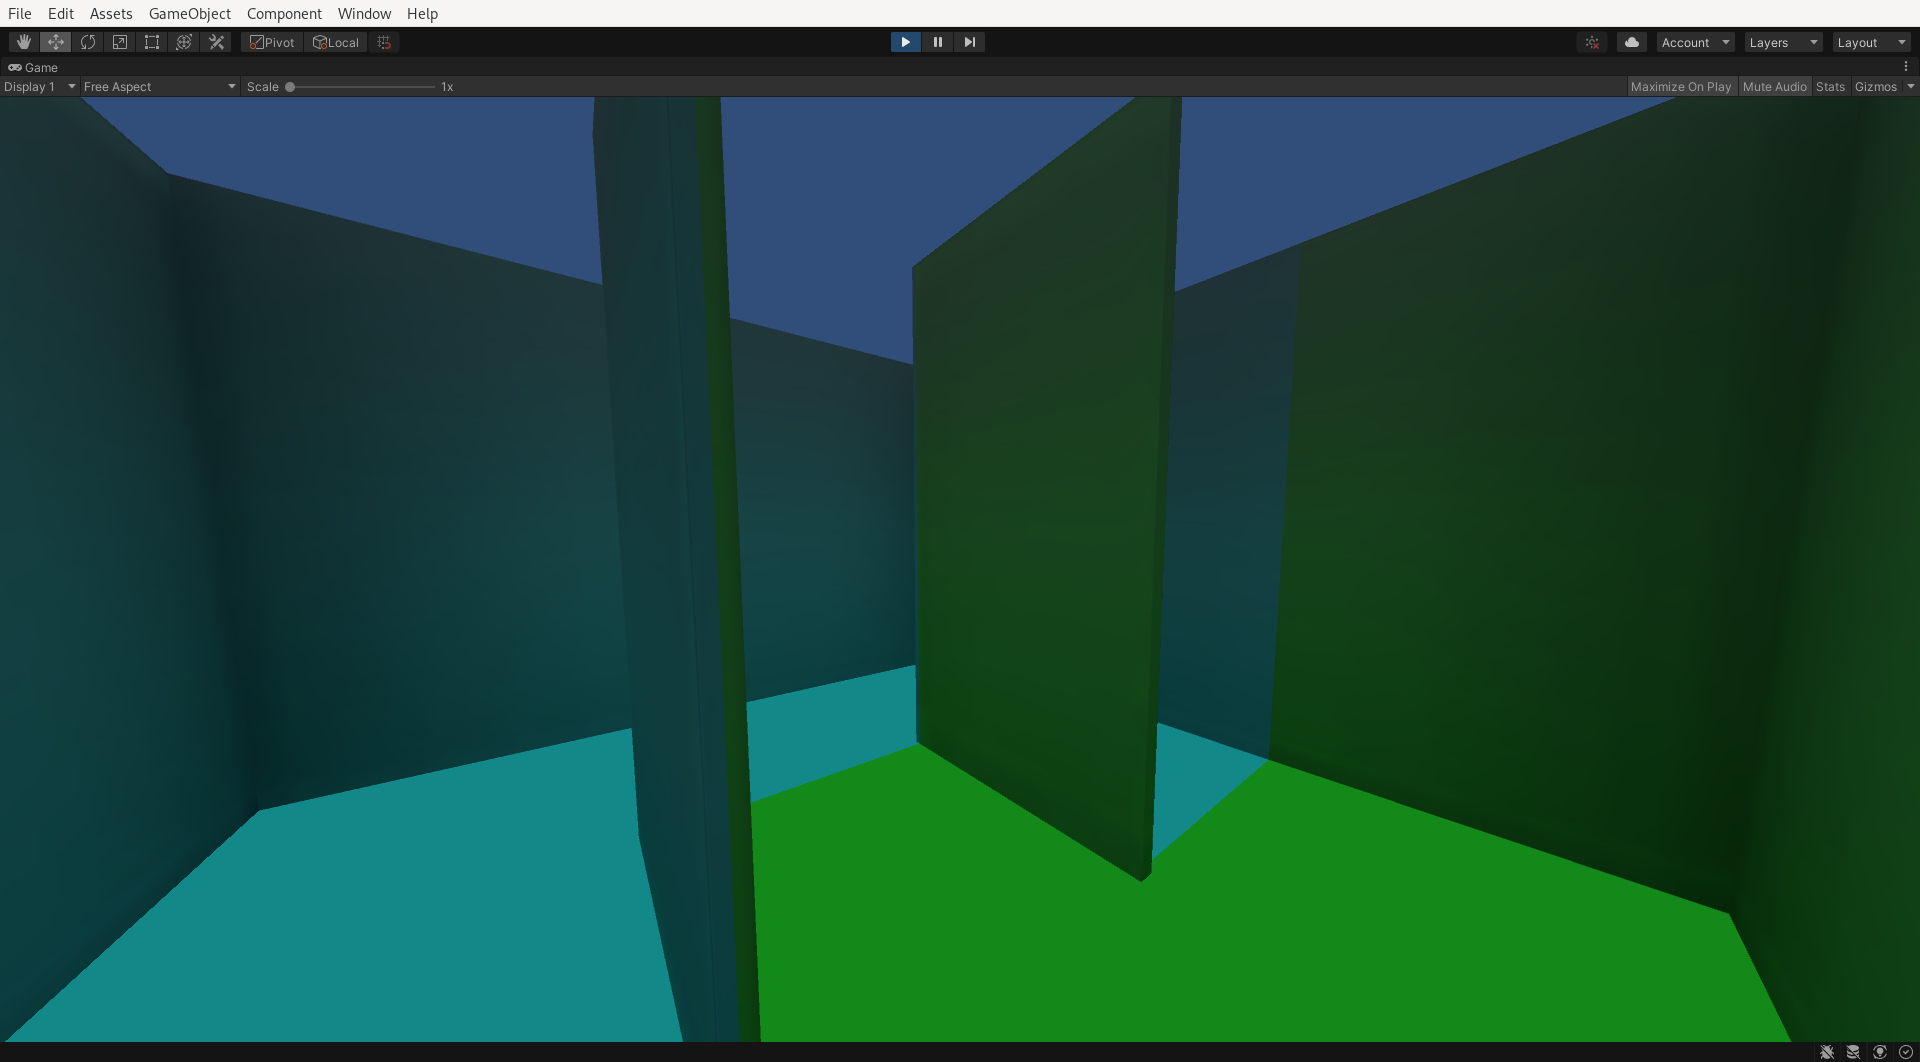 File Edit Assets GameObject Component Window Help
Pivot Local Account Layers Layout
Game
Display 1 Free Aspect Scale 1x Maximize On Play Mute Audio Stats Gizmos